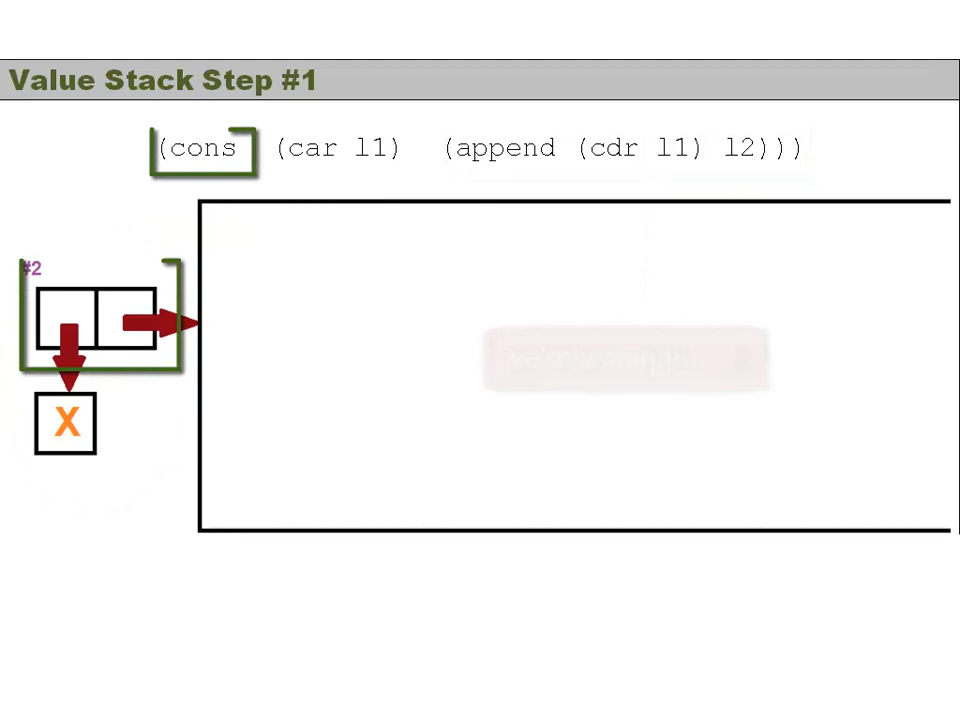 Value Stack Step #1
(cons (car l1) (append (cdr l1) l2)))
#2
X